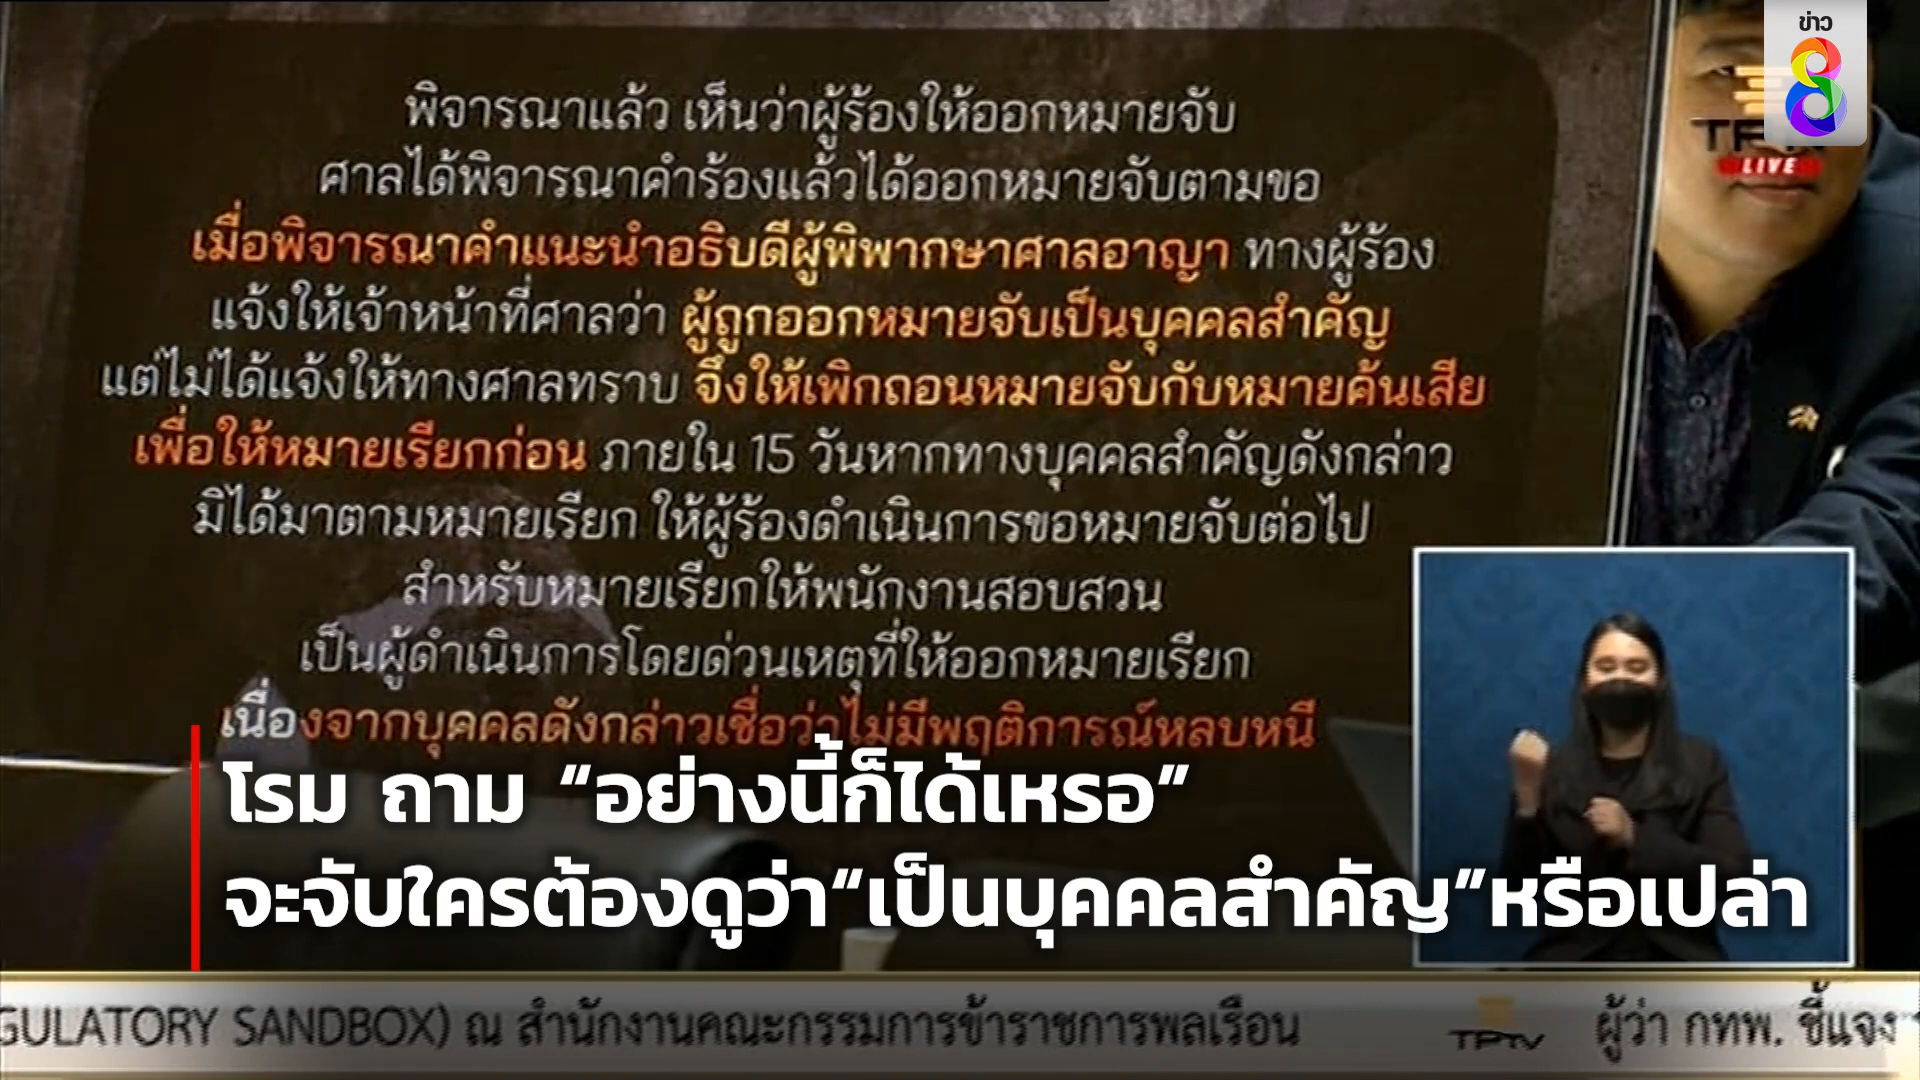 ข่าว
8
LIVE
พิจารณาแล้ว เห็นว่าผู้ร้องให้ออกหมายจับ
ศาลได้พิจารณาคำร้องแล้วได้ออกหมายจับตามขอ
เมื่อพิจารณาคำแนะนำอธิบดีผู้พิพากษาศาลอาญา ทางผู้ร้อง
แจ้งให้เจ้าหน้าที่ศาลว่า ผู้ถูกออกหมายจับเป็นบุคคลสำคัญ
แต่ไม่ได้แจ้งให้ทางศาลทราบ จึงให้เพิกถอนหมายจับกับหมายค้นเสีย
เพื่อให้หมายเรียกก่อน ภายใน 15 วันหากทางบุคคลสำคัญดังกล่าว
มิได้มาตามหมายเรียก ให้ผู้ร้องดำเนินการขอหมายจับต่อไป
สำหรับหมายเรียกให้พนักงานสอบสวน
เป็นผู้ดำเนินการโดยด่วนเหตุที่ให้ออกหมายเรียก
เนื่องจากบุคคลดังกล่าวเชื่อว่าไม่มีพฤติการณ์หลบหนี
โรม ถาม “อย่างนี้ก็ได้เหรอ”
จะจับใครต้องดูว่า“เป็นบุคคลสำคัญ”หรือเปล่า
GULATORY SANDBOX) ณ สำนักงานคณะกรรมการข้าราชการพลเรือน TPTV ผู้ว่า กทพ. ชี้แจง